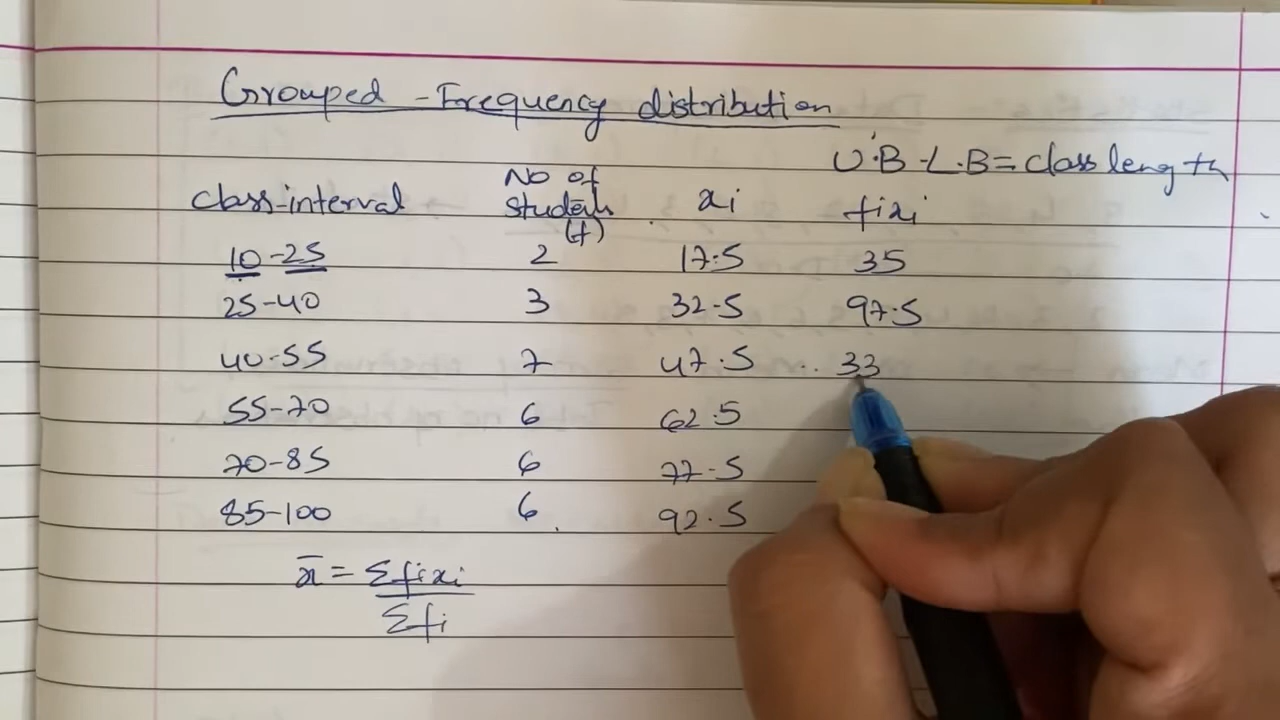 Grouped - Frequency distribution
U.B - L.B = class length
class-interval No of students (f) xi fixi
10-25 2 17.5 35
25-40 3 32.5 97.5
40-55 7 47.5 33
55-70 6 62.5
70-85 6 77.5
85-100 6 92.5
x̄ = Σfixi
Σfi